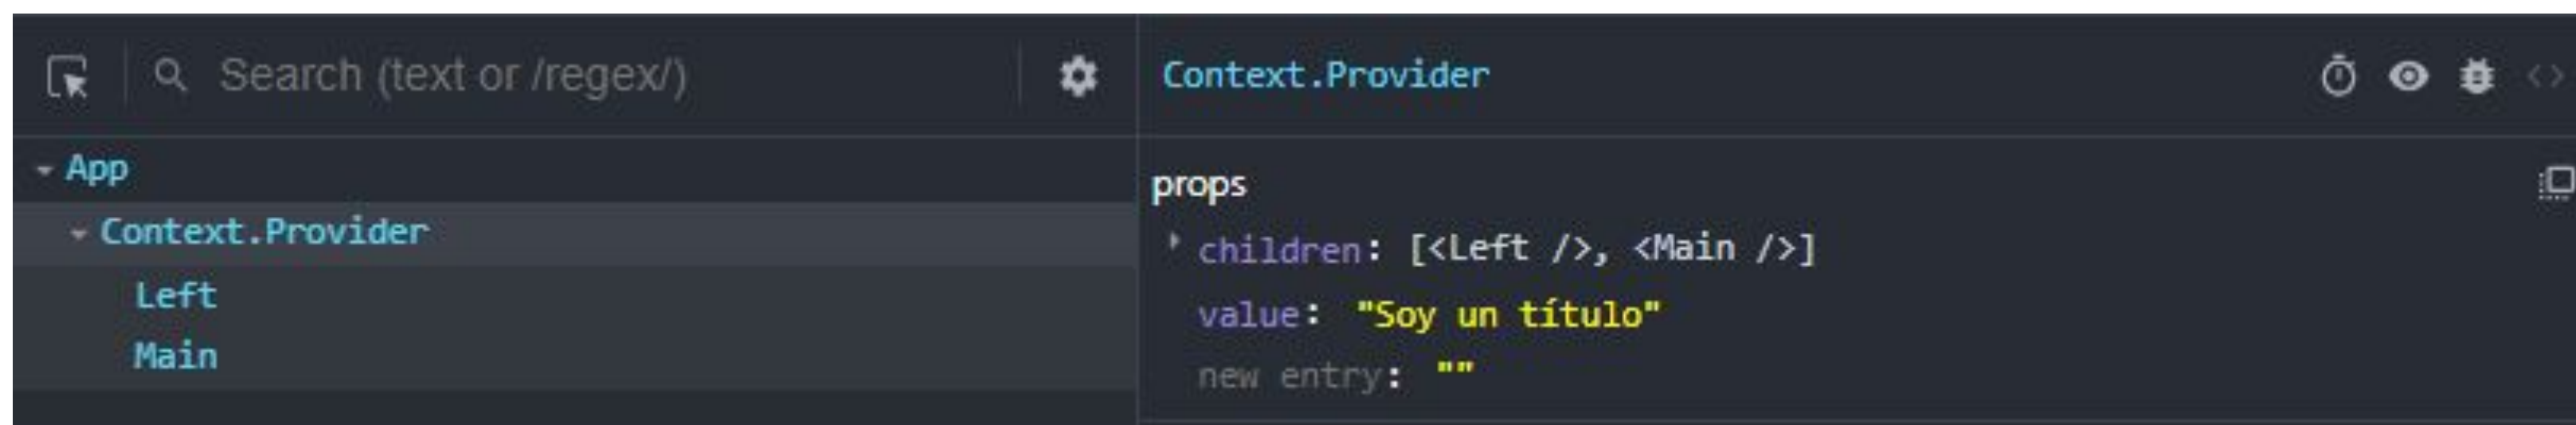 Search (text or /regex/)
App
Context.Provider
Left
Main
Context.Provider
props
children: [<Left />, <Main />]
value: "Soy un título"
new entry: ""